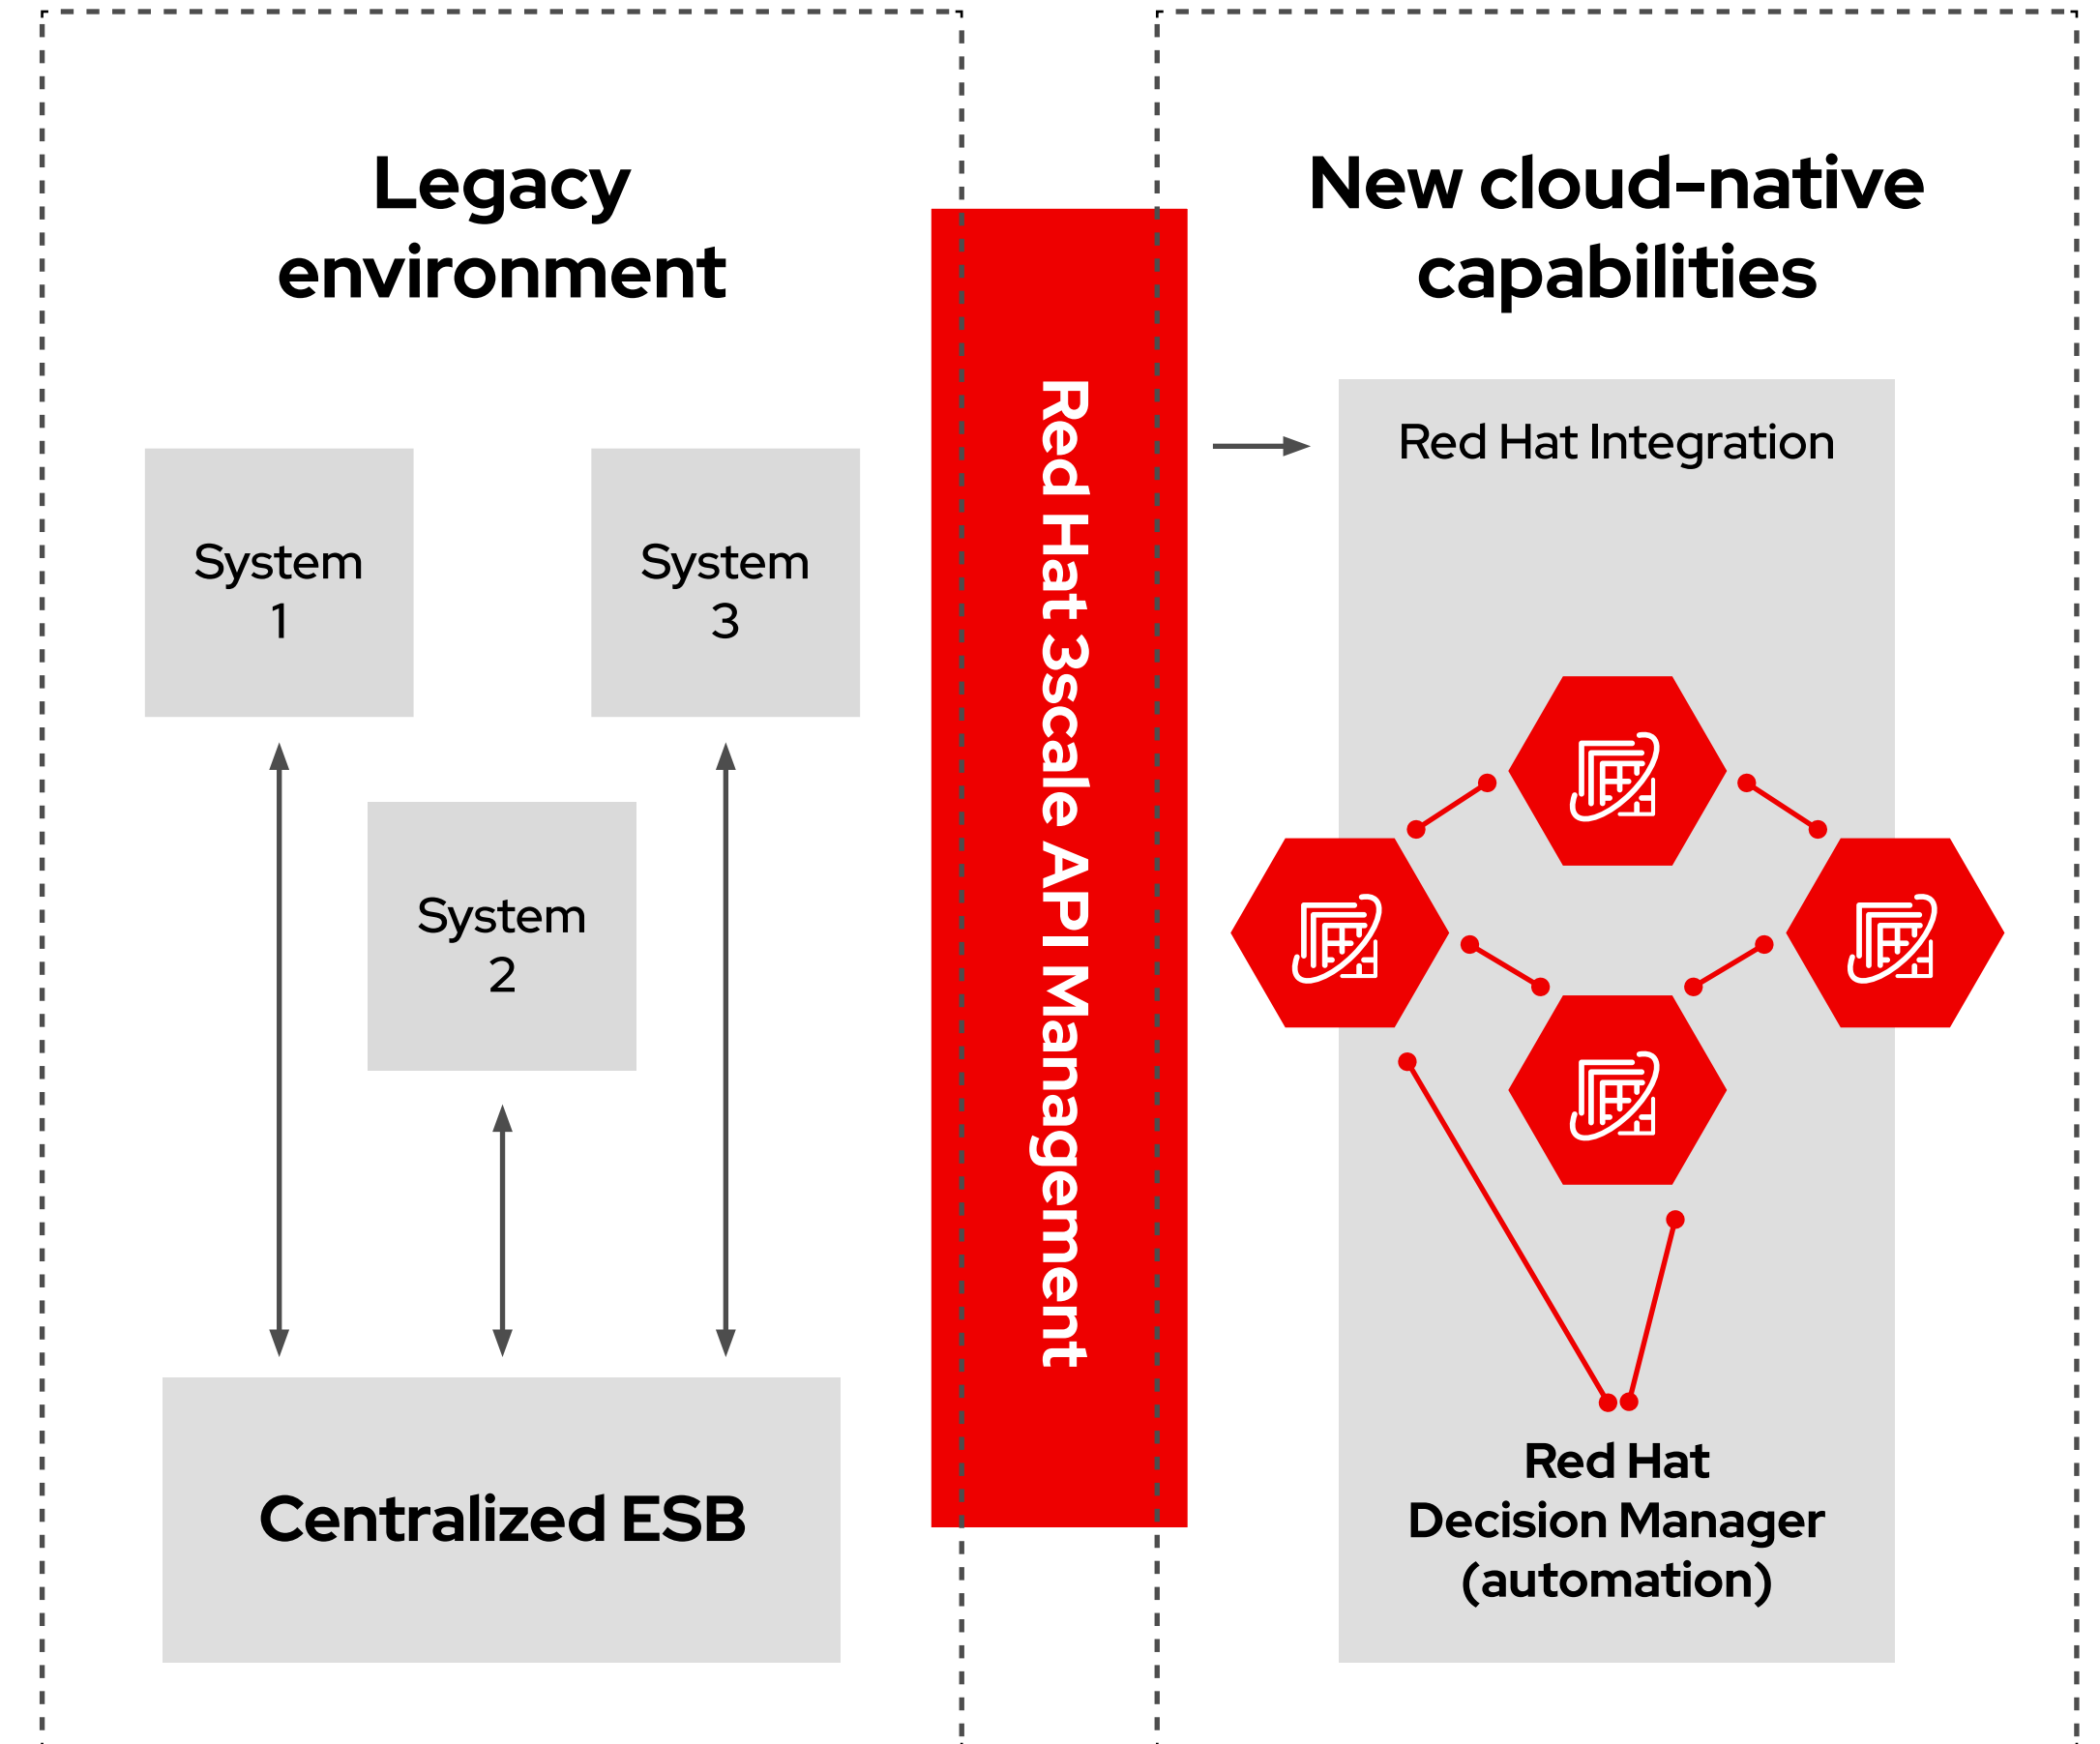 Legacy
environment
System
1
System
3
System
2
Centralized ESB
Red Hat 3scale API Management
New cloud-native
capabilities
Red Hat Integration
Red Hat
Decision Manager
(automation)